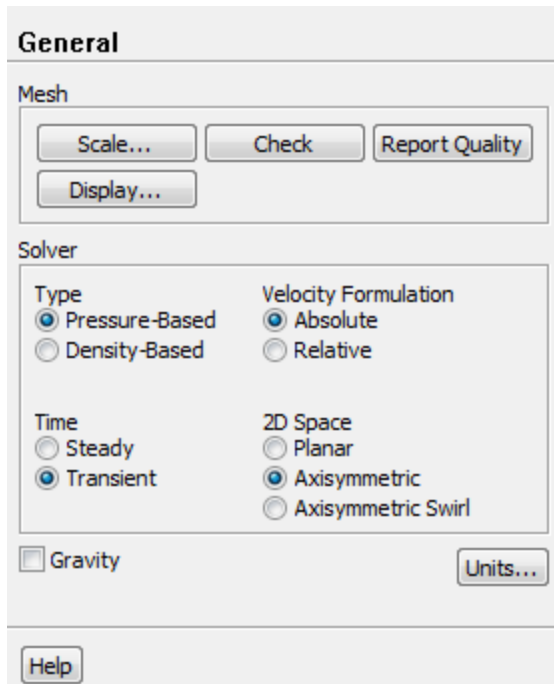 General
Mesh
Scale... Check Report Quality
Display...
Solver
Type Velocity Formulation
Pressure-Based Absolute
Density-Based Relative
Time 2D Space
Steady Planar
Transient Axisymmetric
Axisymmetric Swirl
Gravity Units...
Help